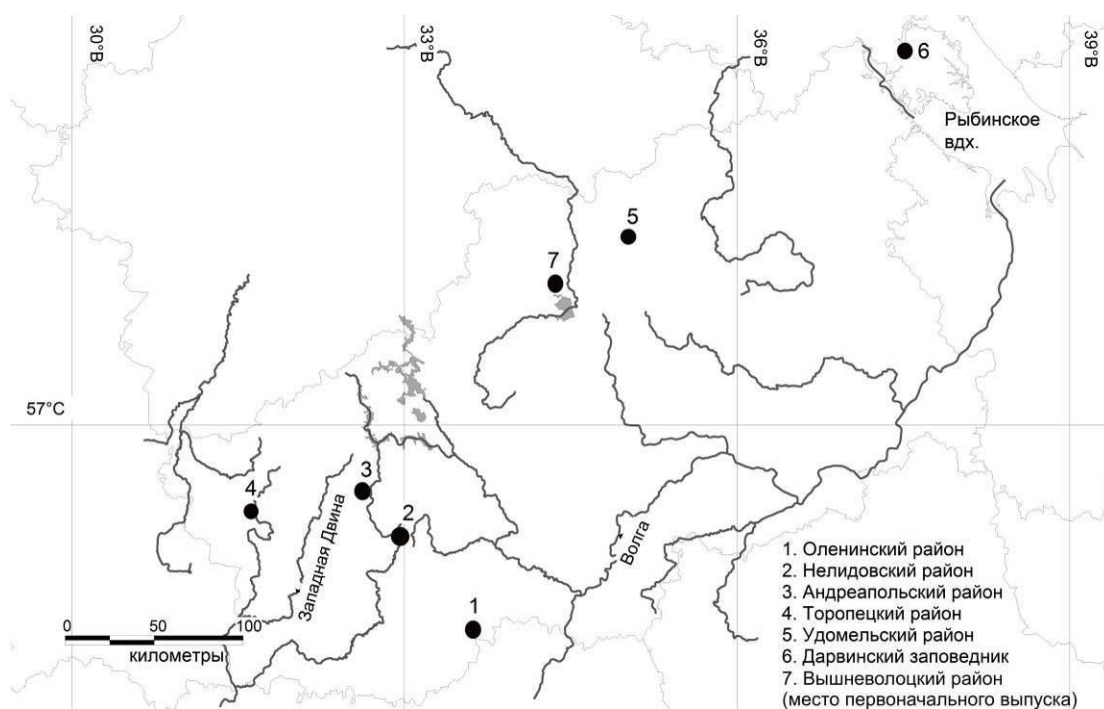 30°В
33°В
36°В
39°В
6
Рыбинское
вдх.
5
7
57°С
3
4
2
Западная Двина
Волга
1
0 50 100
километры
1. Оленинский район
2. Нелидовский район
3. Андреапольский район
4. Торопецкий район
5. Удомельский район
6. Дарвинский заповедник
7. Вышневолоцкий район
(место первоначального выпуска)